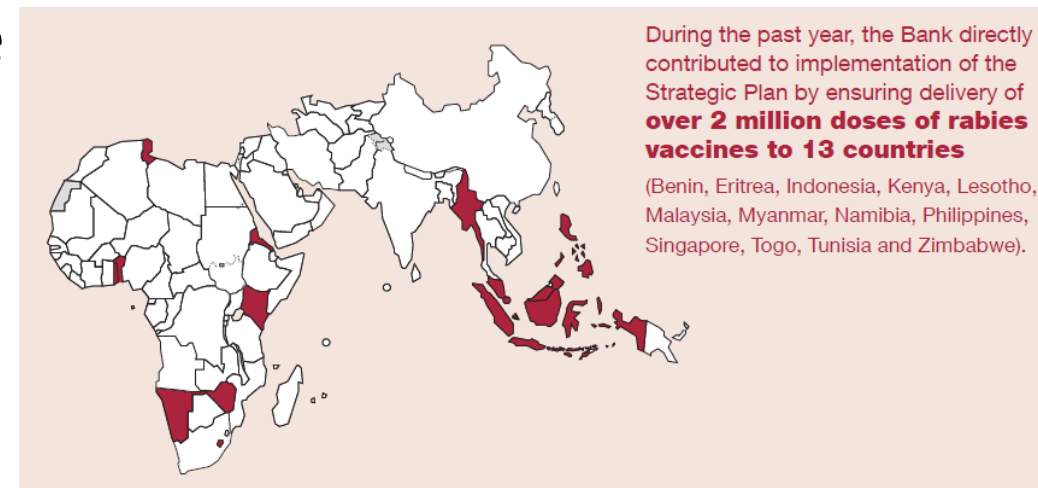 e
During the past year, the Bank directly
contributed to implementation of the
Strategic Plan by ensuring delivery of
over 2 million doses of rabies
vaccines to 13 countries
(Benin, Eritrea, Indonesia, Kenya, Lesotho,
Malaysia, Myanmar, Namibia, Philippines,
Singapore, Togo, Tunisia and Zimbabwe).